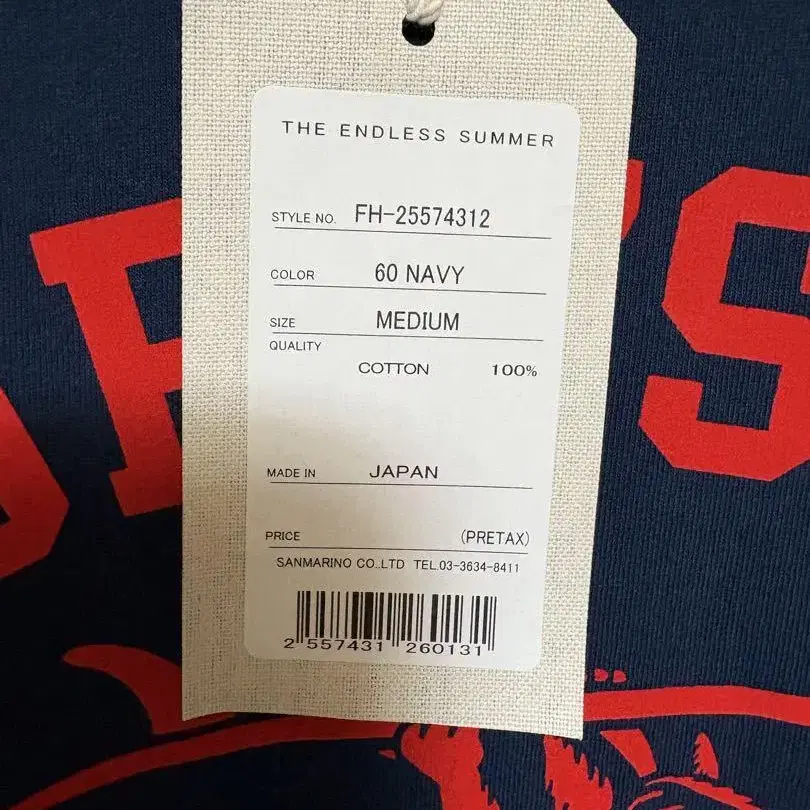 THE ENDLESS SUMMER
STYLE NO. FH-25574312
COLOR 60 NAVY
SIZE MEDIUM
QUALITY
COTTON 100%
MADE IN JAPAN
PRICE (PRETAX)
SANMARINO CO.,LTD TEL.03-3634-8411
2 557431 260131